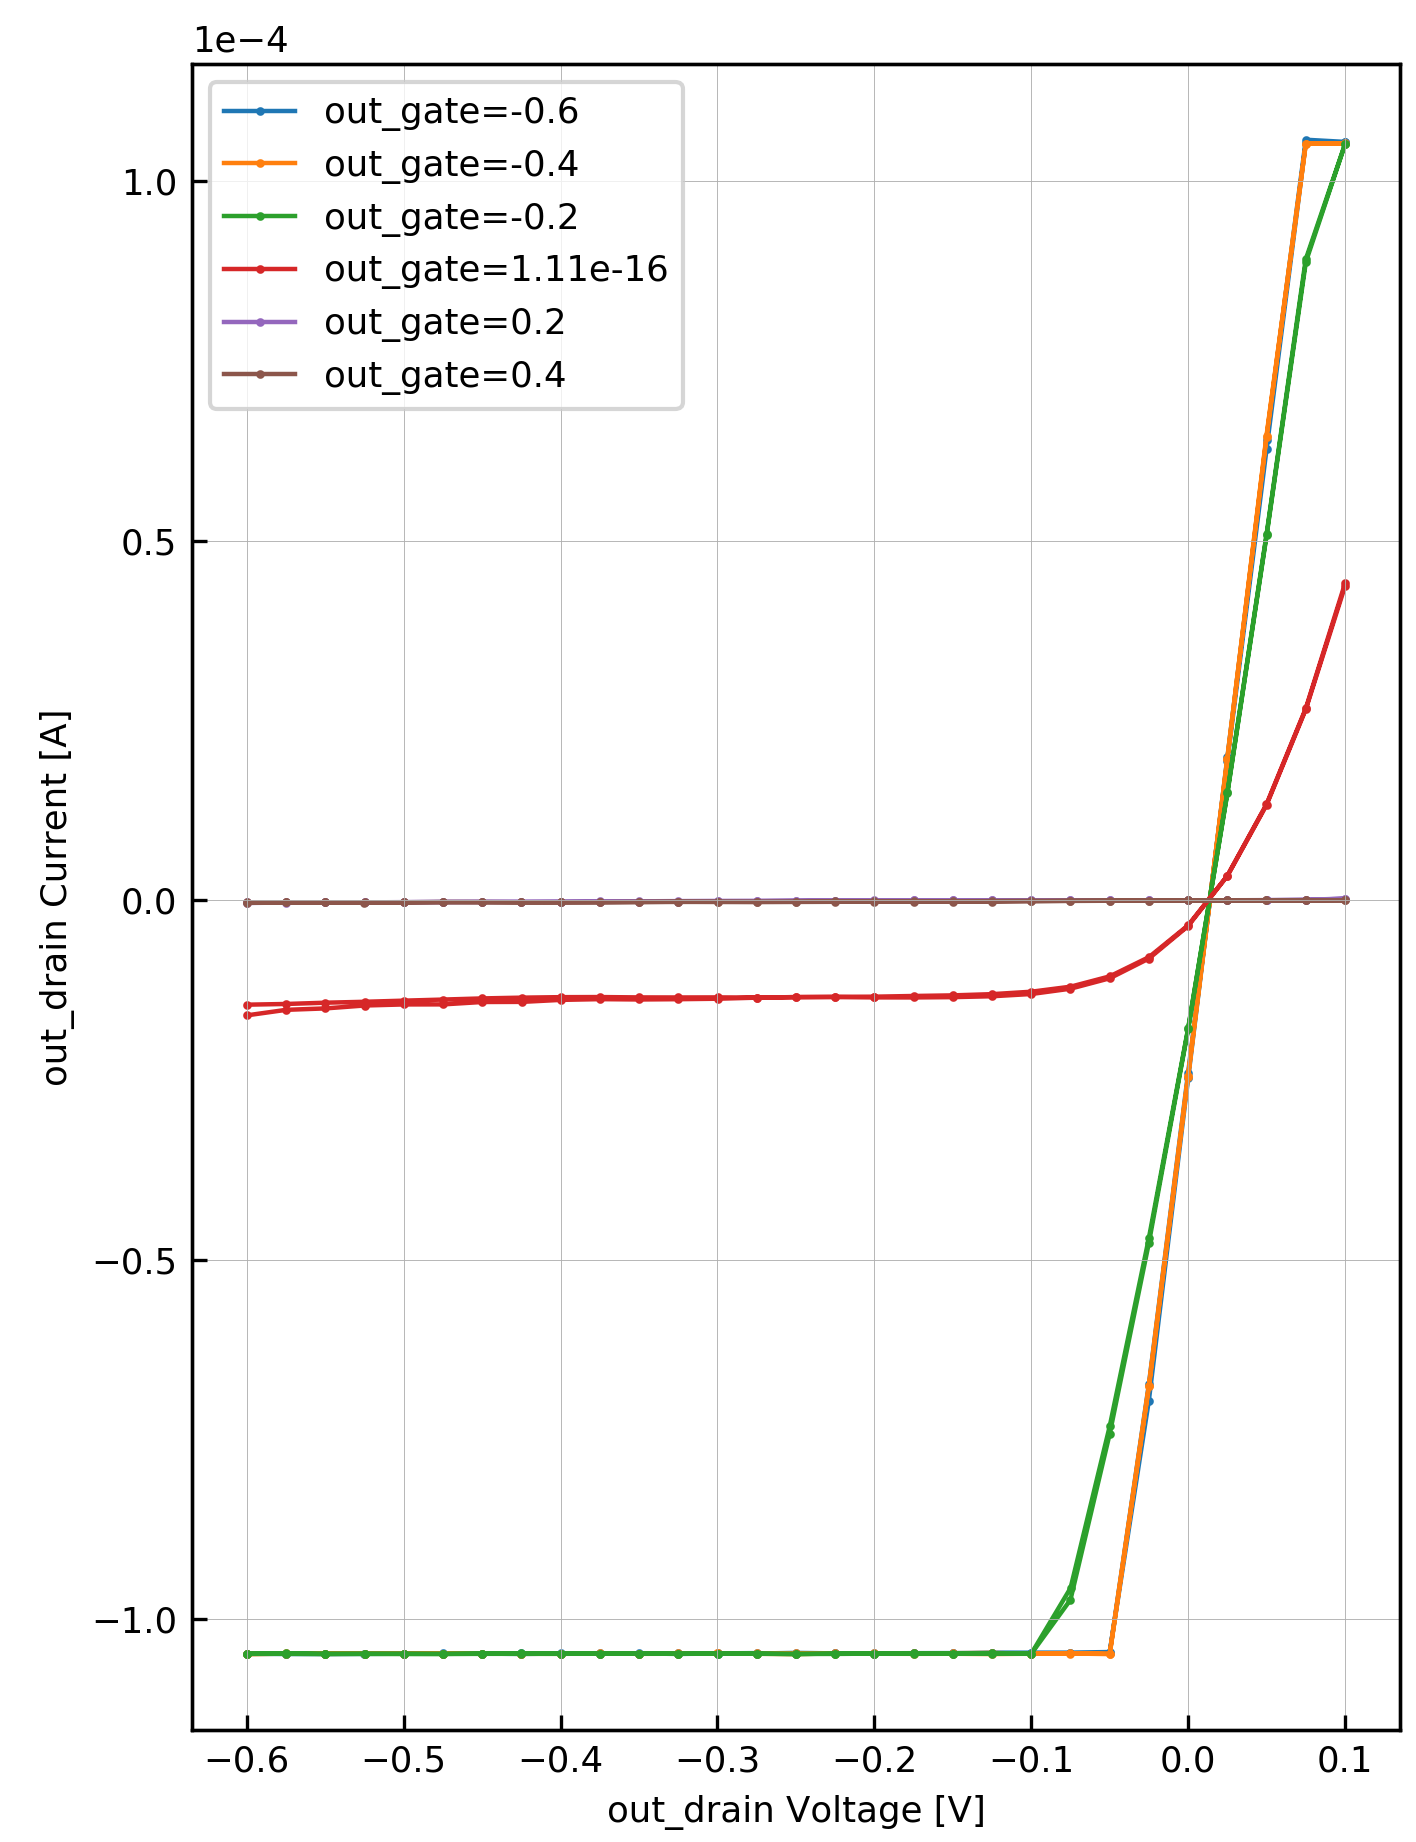 1e−4
out_gate=-0.6
out_gate=-0.4
out_gate=-0.2
out_gate=1.11e-16
out_gate=0.2
out_gate=0.4
1.0
0.5
0.0
−0.5
−1.0
out_drain Current [A]
−0.6 −0.5 −0.4 −0.3 −0.2 −0.1 0.0 0.1
out_drain Voltage [V]